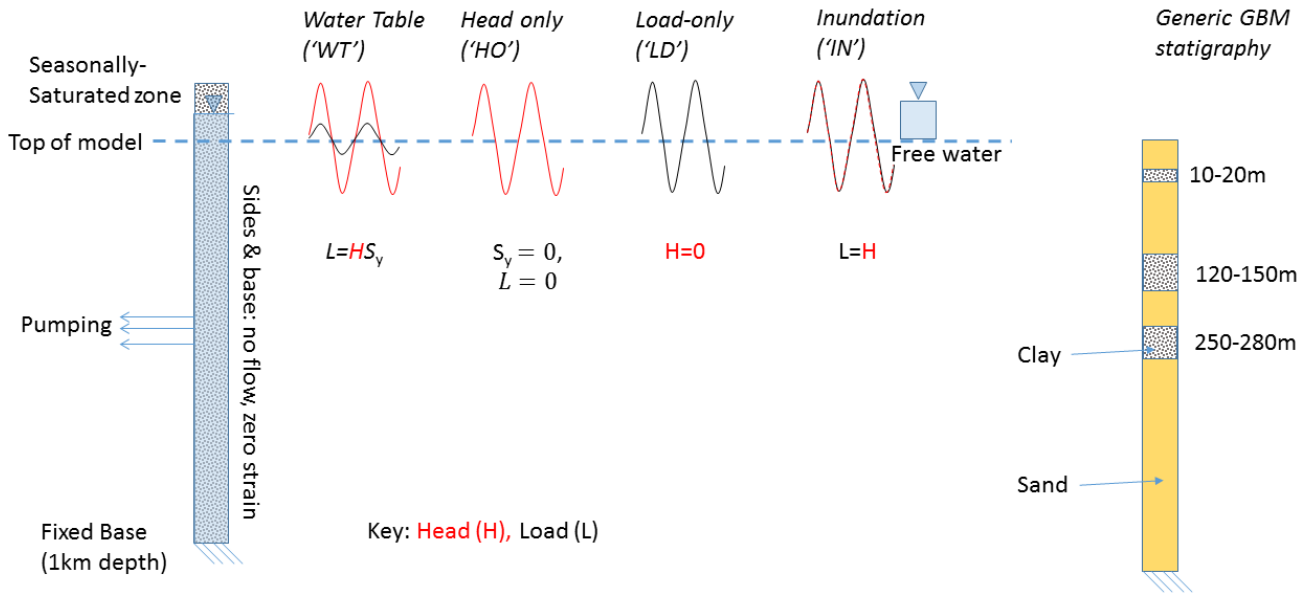 Water Table
('WT')
Head only
('HO')
Load-only
('LD')
Inundation
('IN')
Generic GBM
statigraphy
Seasonally-
Saturated zone
Top of model
Free water
10-20m
Sides & base: no flow, zero strain
L=HSy
Sy = 0,
L = 0
H=0
L=H
120-150m
Pumping
250-280m
Clay
Sand
Fixed Base
(1km depth)
Key: Head (H), Load (L)